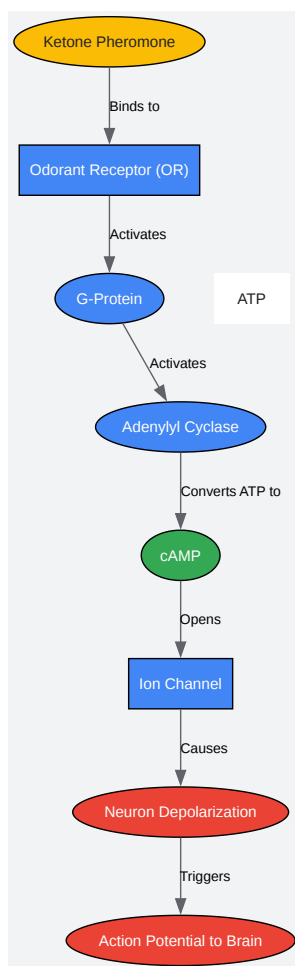 Ketone Pheromone
Binds to
Odorant Receptor (OR)
Activates
G-Protein
ATP
Activates
Adenylyl Cyclase
Converts ATP to
cAMP
Opens
Ion Channel
Causes
Neuron Depolarization
Triggers
Action Potential to Brain